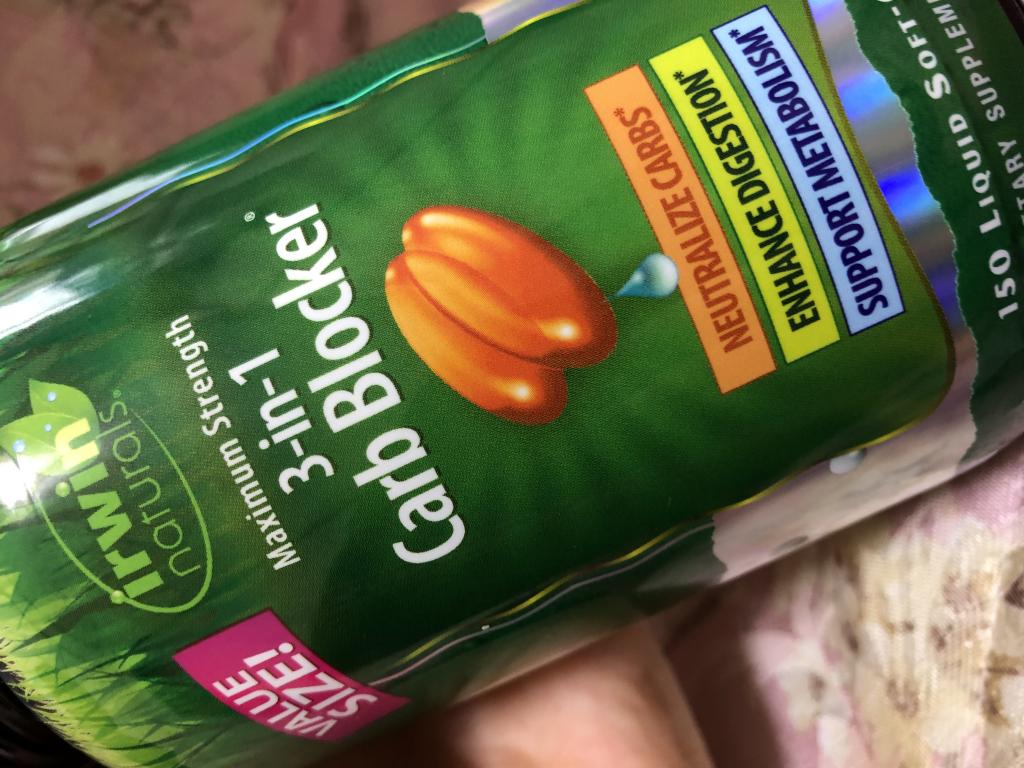 irwin
naturals®
VALUE
SIZE!
Maximum Strength
3-in-1
Carb Blocker®
NEUTRALIZE CARBS*
ENHANCE DIGESTION*
SUPPORT METABOLISM*
150 LIQUID SOFT-